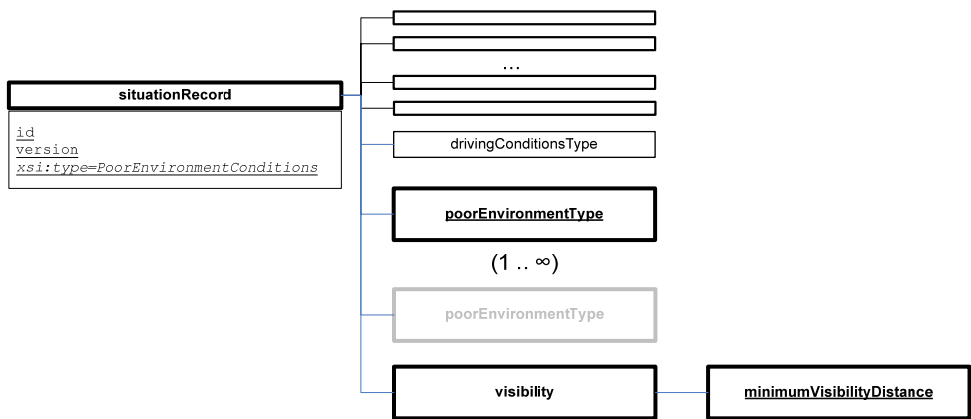 ...
situationRecord
id
version
xsi:type=PoorEnvironmentConditions
drivingConditionsType
poorEnvironmentType
(1 .. ∞)
poorEnvironmentType
visibility
minimumVisibilityDistance